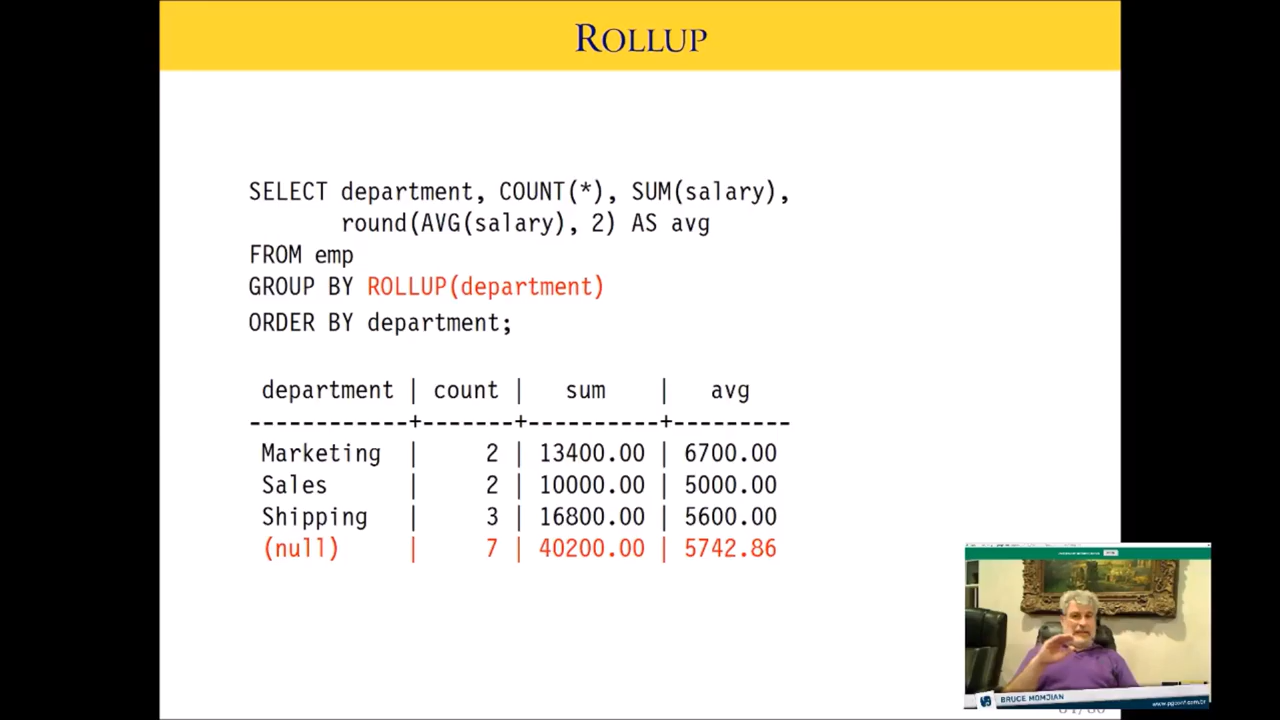 ROLLUP
SELECT department, COUNT(*), SUM(salary),
round(AVG(salary), 2) AS avg
FROM emp
GROUP BY ROLLUP(department)
ORDER BY department;
department | count | sum | avg
------------+-------+----------+---------
Marketing | 2 | 13400.00 | 6700.00
Sales | 2 | 10000.00 | 5000.00
Shipping | 3 | 16800.00 | 5600.00
(null) | 7 | 40200.00 | 5742.86
BRUCE MOMJIAN